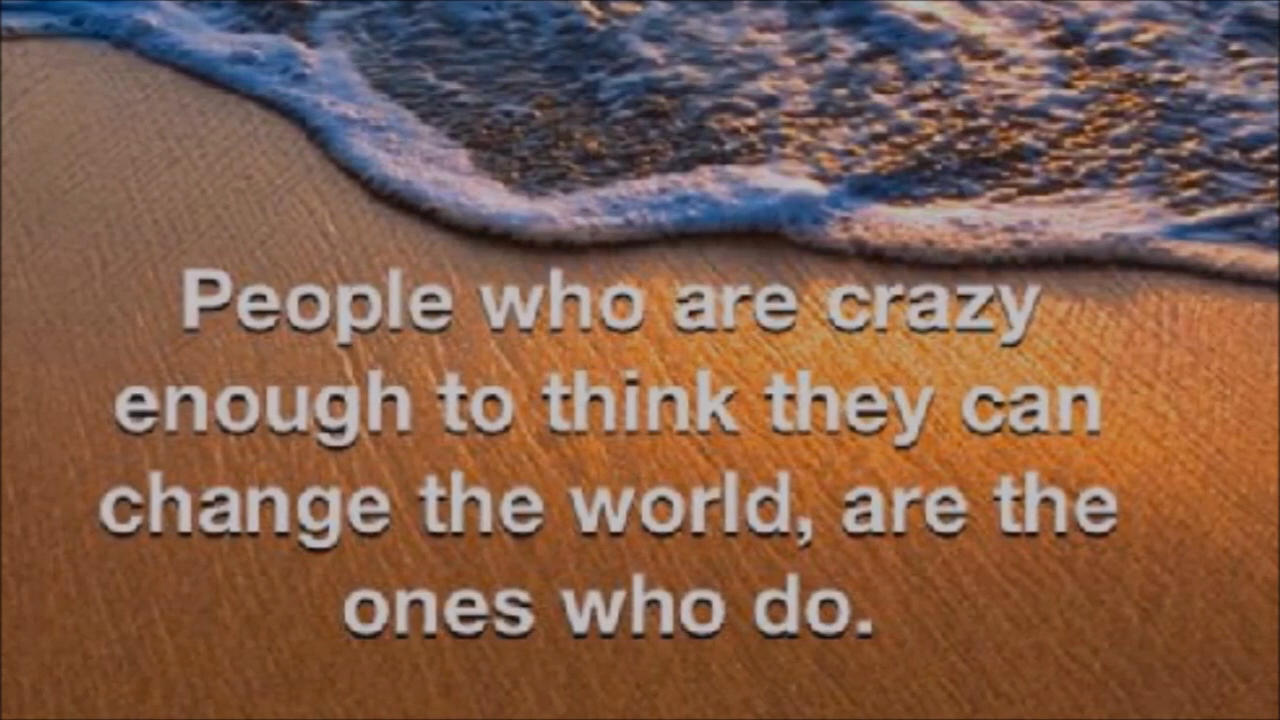 People who are crazy
enough to think they can
change the world, are the
ones who do.